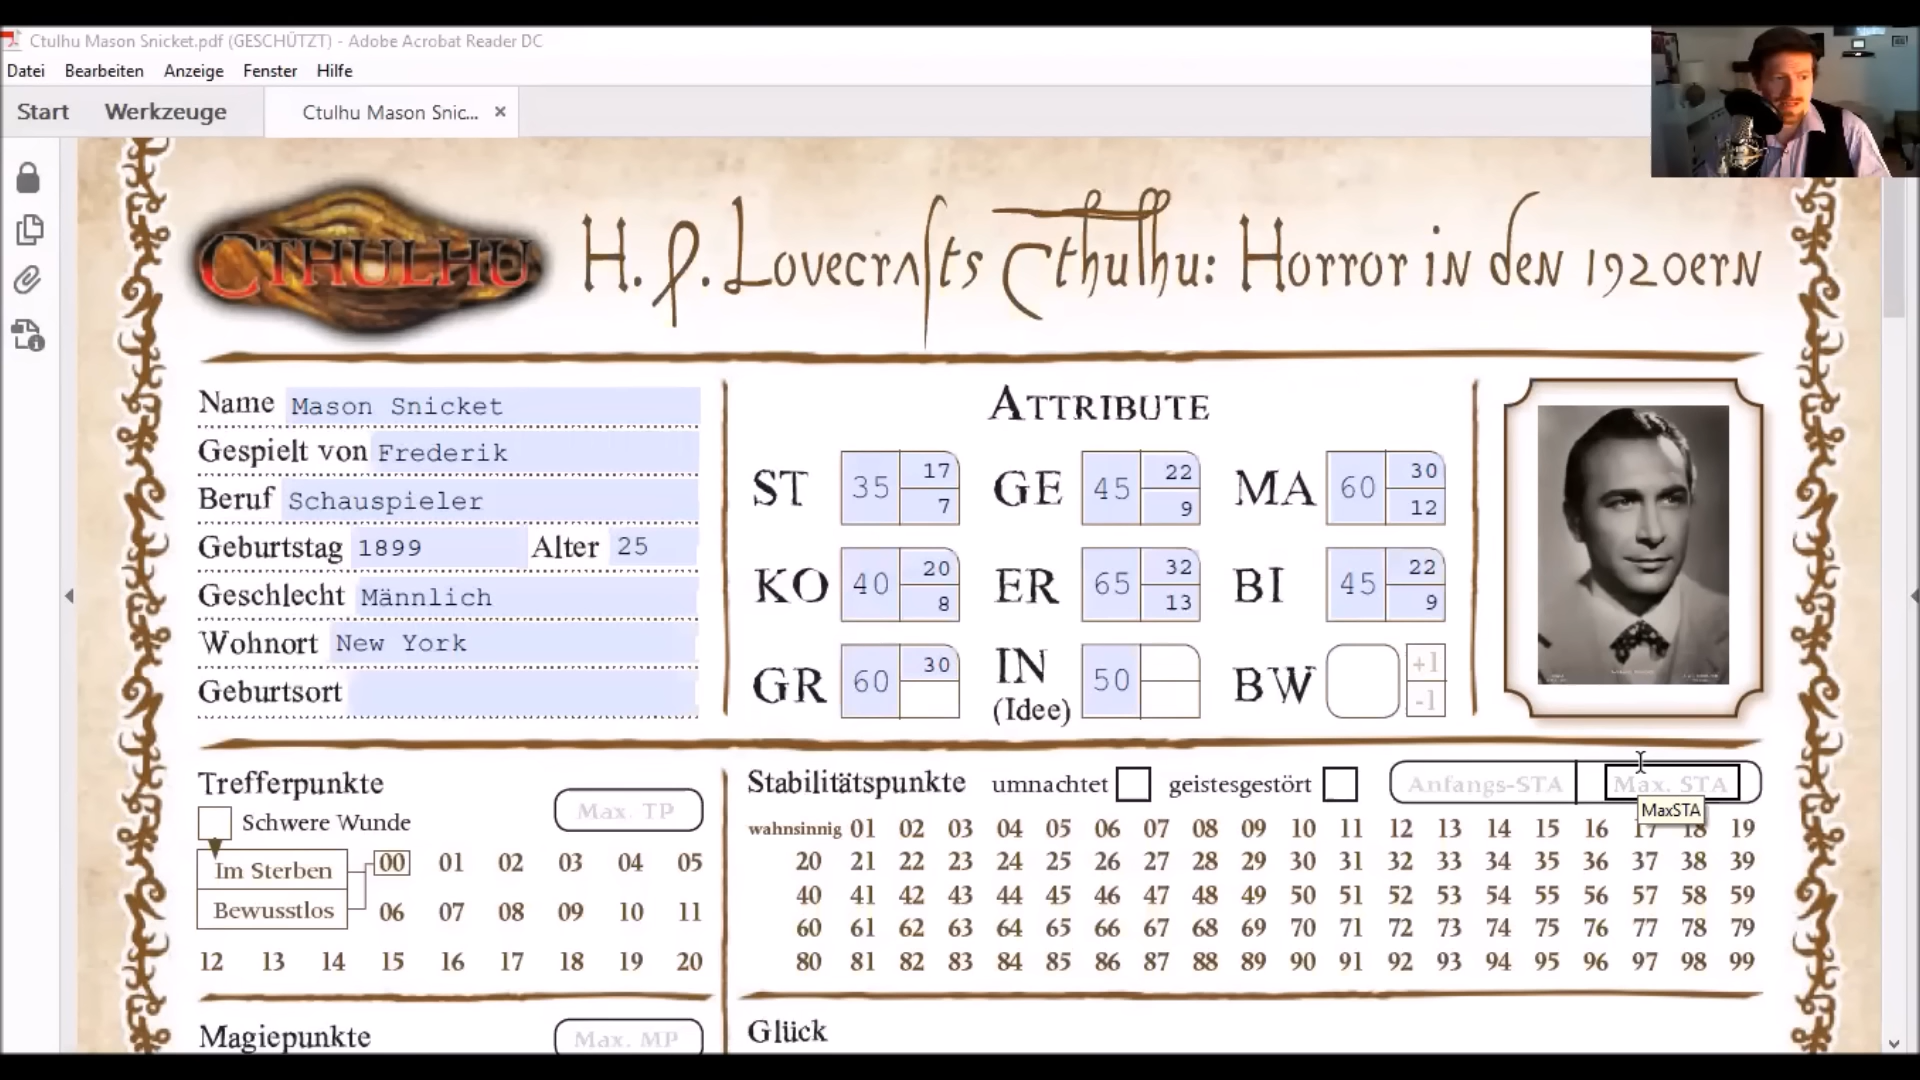 Ctulhu Mason Snicket.pdf (GESCHÜTZT) - Adobe Acrobat Reader DC
Datei Bearbeiten Anzeige Fenster Hilfe
Start Werkzeuge Ctulhu Mason Snic... ×
CTHULHU
H. P. Lovecrafts Cthulhu: Horror in den 1920ern
Name Mason Snicket
Gespielt von Frederik
Beruf Schauspieler
Geburtstag 1899 Alter 25
Geschlecht Männlich
Wohnort New York
Geburtsort
ATTRIBUTE
ST 35 17 7 GE 45 22 9 MA 60 30 12
KO 40 20 8 ER 65 32 13 BI 45 22 9
GR 60 30 IN (Idee) 50 BW +1 -1
Trefferpunkte Max. TP
Schwere Wunde
Im Sterben 00 01 02 03 04 05
Bewusstlos 06 07 08 09 10 11
12 13 14 15 16 17 18 19 20
Stabilitätspunkte umnachtet geistesgestört Anfangs-STA Max. STA
MaxSTA
wahnsinnig 01 02 03 04 05 06 07 08 09 10 11 12 13 14 15 16 17 18 19
20 21 22 23 24 25 26 27 28 29 30 31 32 33 34 35 36 37 38 39
40 41 42 43 44 45 46 47 48 49 50 51 52 53 54 55 56 57 58 59
60 61 62 63 64 65 66 67 68 69 70 71 72 73 74 75 76 77 78 79
80 81 82 83 84 85 86 87 88 89 90 91 92 93 94 95 96 97 98 99
Magiepunkte Max. MP
Glück